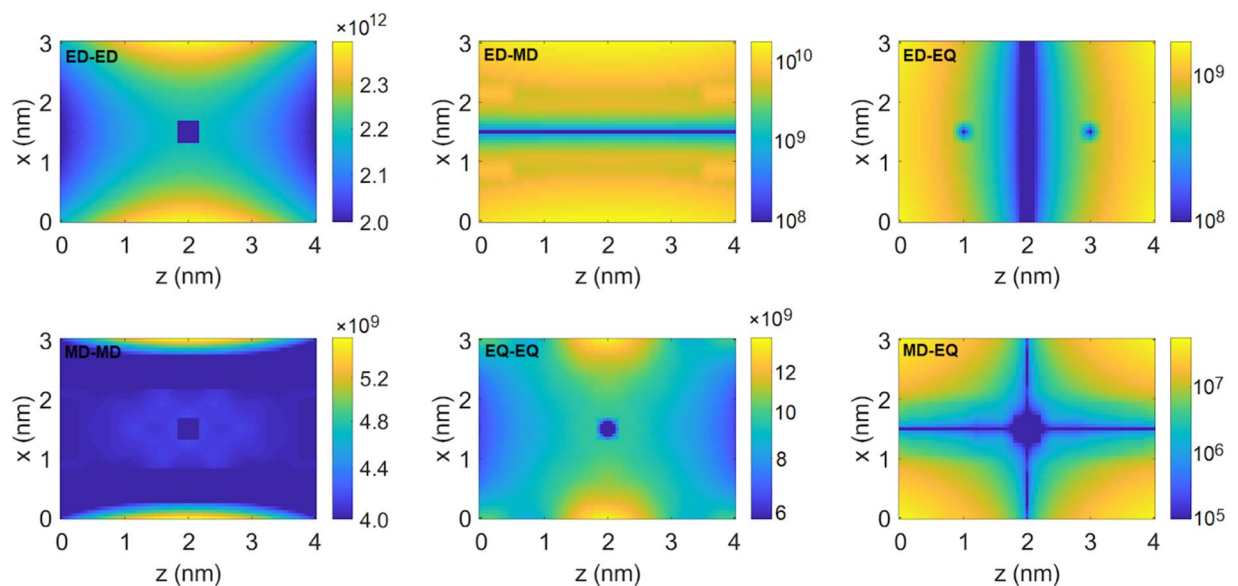 ×10¹²
3
ED-ED
2.3
2
2.2
x (nm)
1
2.1
0
2.0
0 1 2 3 4
z (nm)
3
ED-MD
10¹⁰
2
x (nm)
10⁹
1
0
10⁸
0 1 2 3 4
z (nm)
3
ED-EQ
10⁹
2
x (nm)
1
0
10⁸
0 1 2 3 4
z (nm)
×10⁹
3
MD-MD
5.2
2
4.8
x (nm)
4.4
1
0
4.0
0 1 2 3 4
z (nm)
×10⁹
3
EQ-EQ
12
2
10
x (nm)
1
8
0
6
0 1 2 3 4
z (nm)
3
MD-EQ
10⁷
2
x (nm)
10⁶
1
0
10⁵
0 1 2 3 4
z (nm)